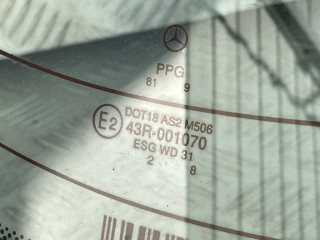 PPG
81 9
E2
DOT18 AS2 M506
43R-001070
ESG WD 31
2 8